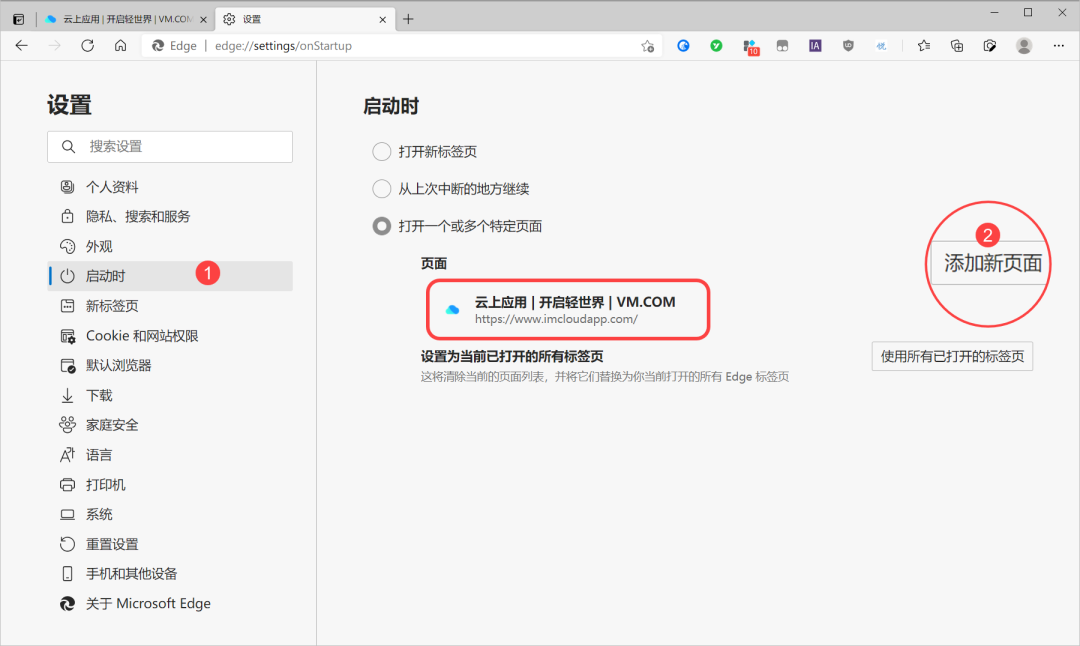 云上应用 | 开启轻世界 | VM.COM
设置
Edge | edge://settings/onStartup
10
IA
设置
搜索设置
个人资料
隐私、搜索和服务
外观
启动时
1
新标签页
Cookie 和网站权限
默认浏览器
下载
家庭安全
语言
打印机
系统
重置设置
手机和其他设备
关于 Microsoft Edge
启动时
打开新标签页
从上次中断的地方继续
打开一个或多个特定页面
页面
2
添加新页面
云上应用 | 开启轻世界 | VM.COM
https://www.imcloudapp.com/
设置为当前已打开的所有标签页
这将清除当前的页面列表，并将它们替换为你当前打开的所有 Edge 标签页
使用所有已打开的标签页